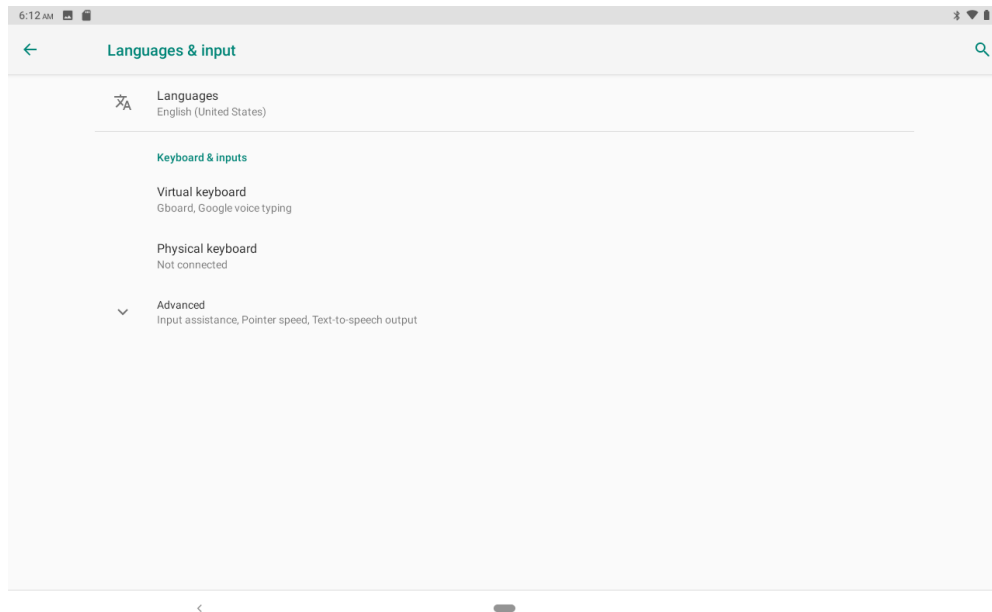 6:12 AM
Languages & input
Languages
English (United States)
Keyboard & inputs
Virtual keyboard
Gboard, Google voice typing
Physical keyboard
Not connected
Advanced
Input assistance, Pointer speed, Text-to-speech output